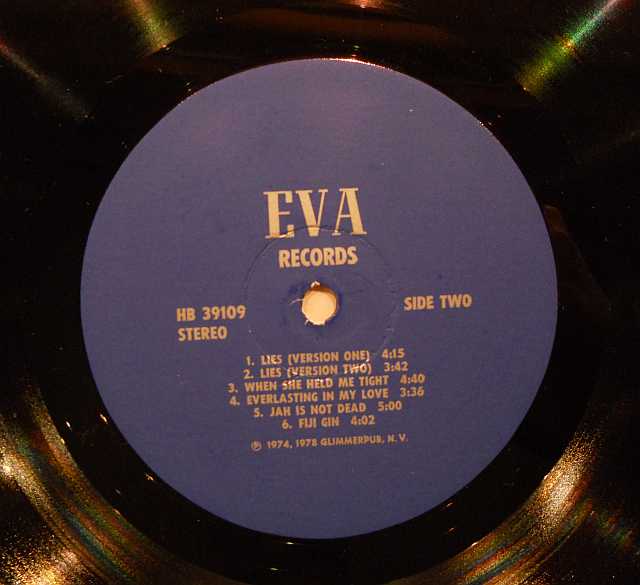 EVA
RECORDS
HB 39109
STEREO
SIDE TWO
1. LIES (VERSION ONE) 4:15
2. LIES (VERSION TWO) 3:42
3. WHEN SHE HELD ME TIGHT 4:40
4. EVERLASTING IN MY LOVE 3:36
5. JAH IS NOT DEAD 5:00
6. FIJI GIN 4:02
℗ 1974, 1978 GLIMMERPUB, N. V.